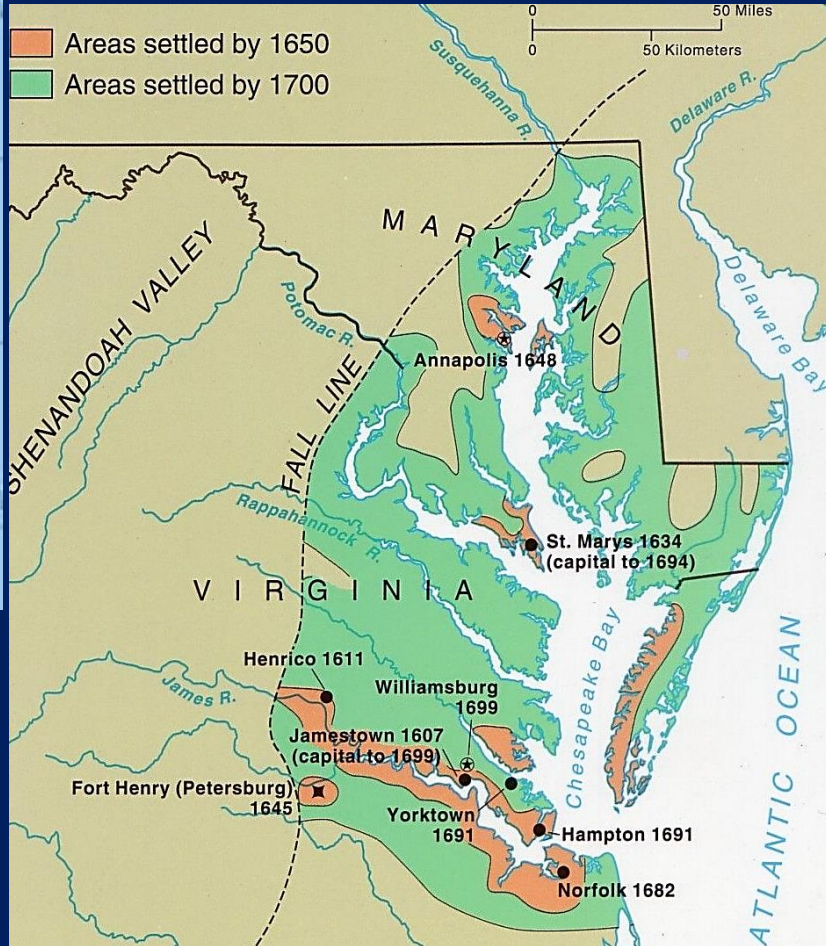 0 50 Miles
0 50 Kilometers
Areas settled by 1650
Areas settled by 1700
Susquehanna R.
Delaware R.
MARYLAND
SHENANDOAH VALLEY
Potomac R.
Delaware Bay
Annapolis 1648
FALL LINE
Rappahannock R.
St. Marys 1634
(capital to 1694)
VIRGINIA
Henrico 1611
James R.
Williamsburg
1699
Jamestown 1607
(capital to 1699)
Chesapeake Bay
ATLANTIC OCEAN
Fort Henry (Petersburg)
1645
Yorktown
1691
Hampton 1691
Norfolk 1682